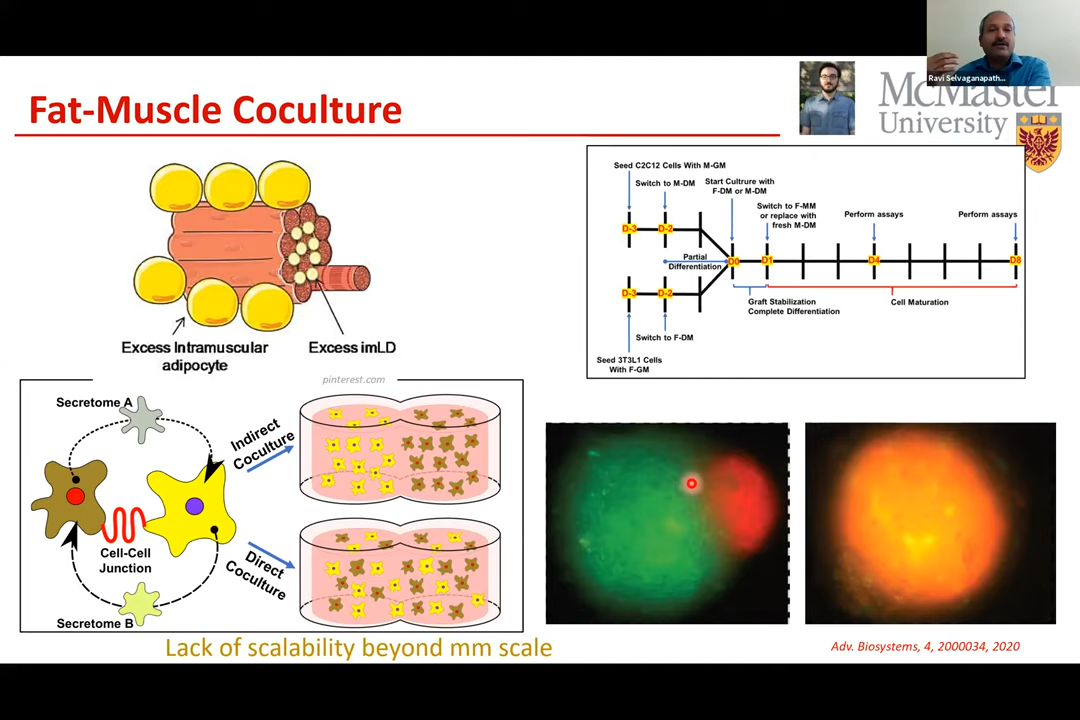 Ravi Selvaganapath...
Fat-Muscle Coculture
McMaster
University
Excess Intramuscular
adipocyte
Excess imLD
pinterest.com
Seed C2C12 Cells With M-GM
Switch to M-DM
Start Cultrure with
F-DM or M-DM
Switch to F-MM
or replace with
fresh M-DM
Perform assays
Perform assays
D-3
D-2
Partial
Differentiation
D0
D1
D4
D8
D-3
D-2
Graft Stabilization
Complete Differentiation
Cell Maturation
Switch to F-DM
Seed 3T3L1 Cells
With F-GM
Secretome A
Indirect
Coculture
Cell-Cell
Junction
Direct
Coculture
Secretome B
Lack of scalability beyond mm scale
Adv. Biosystems, 4, 2000034, 2020